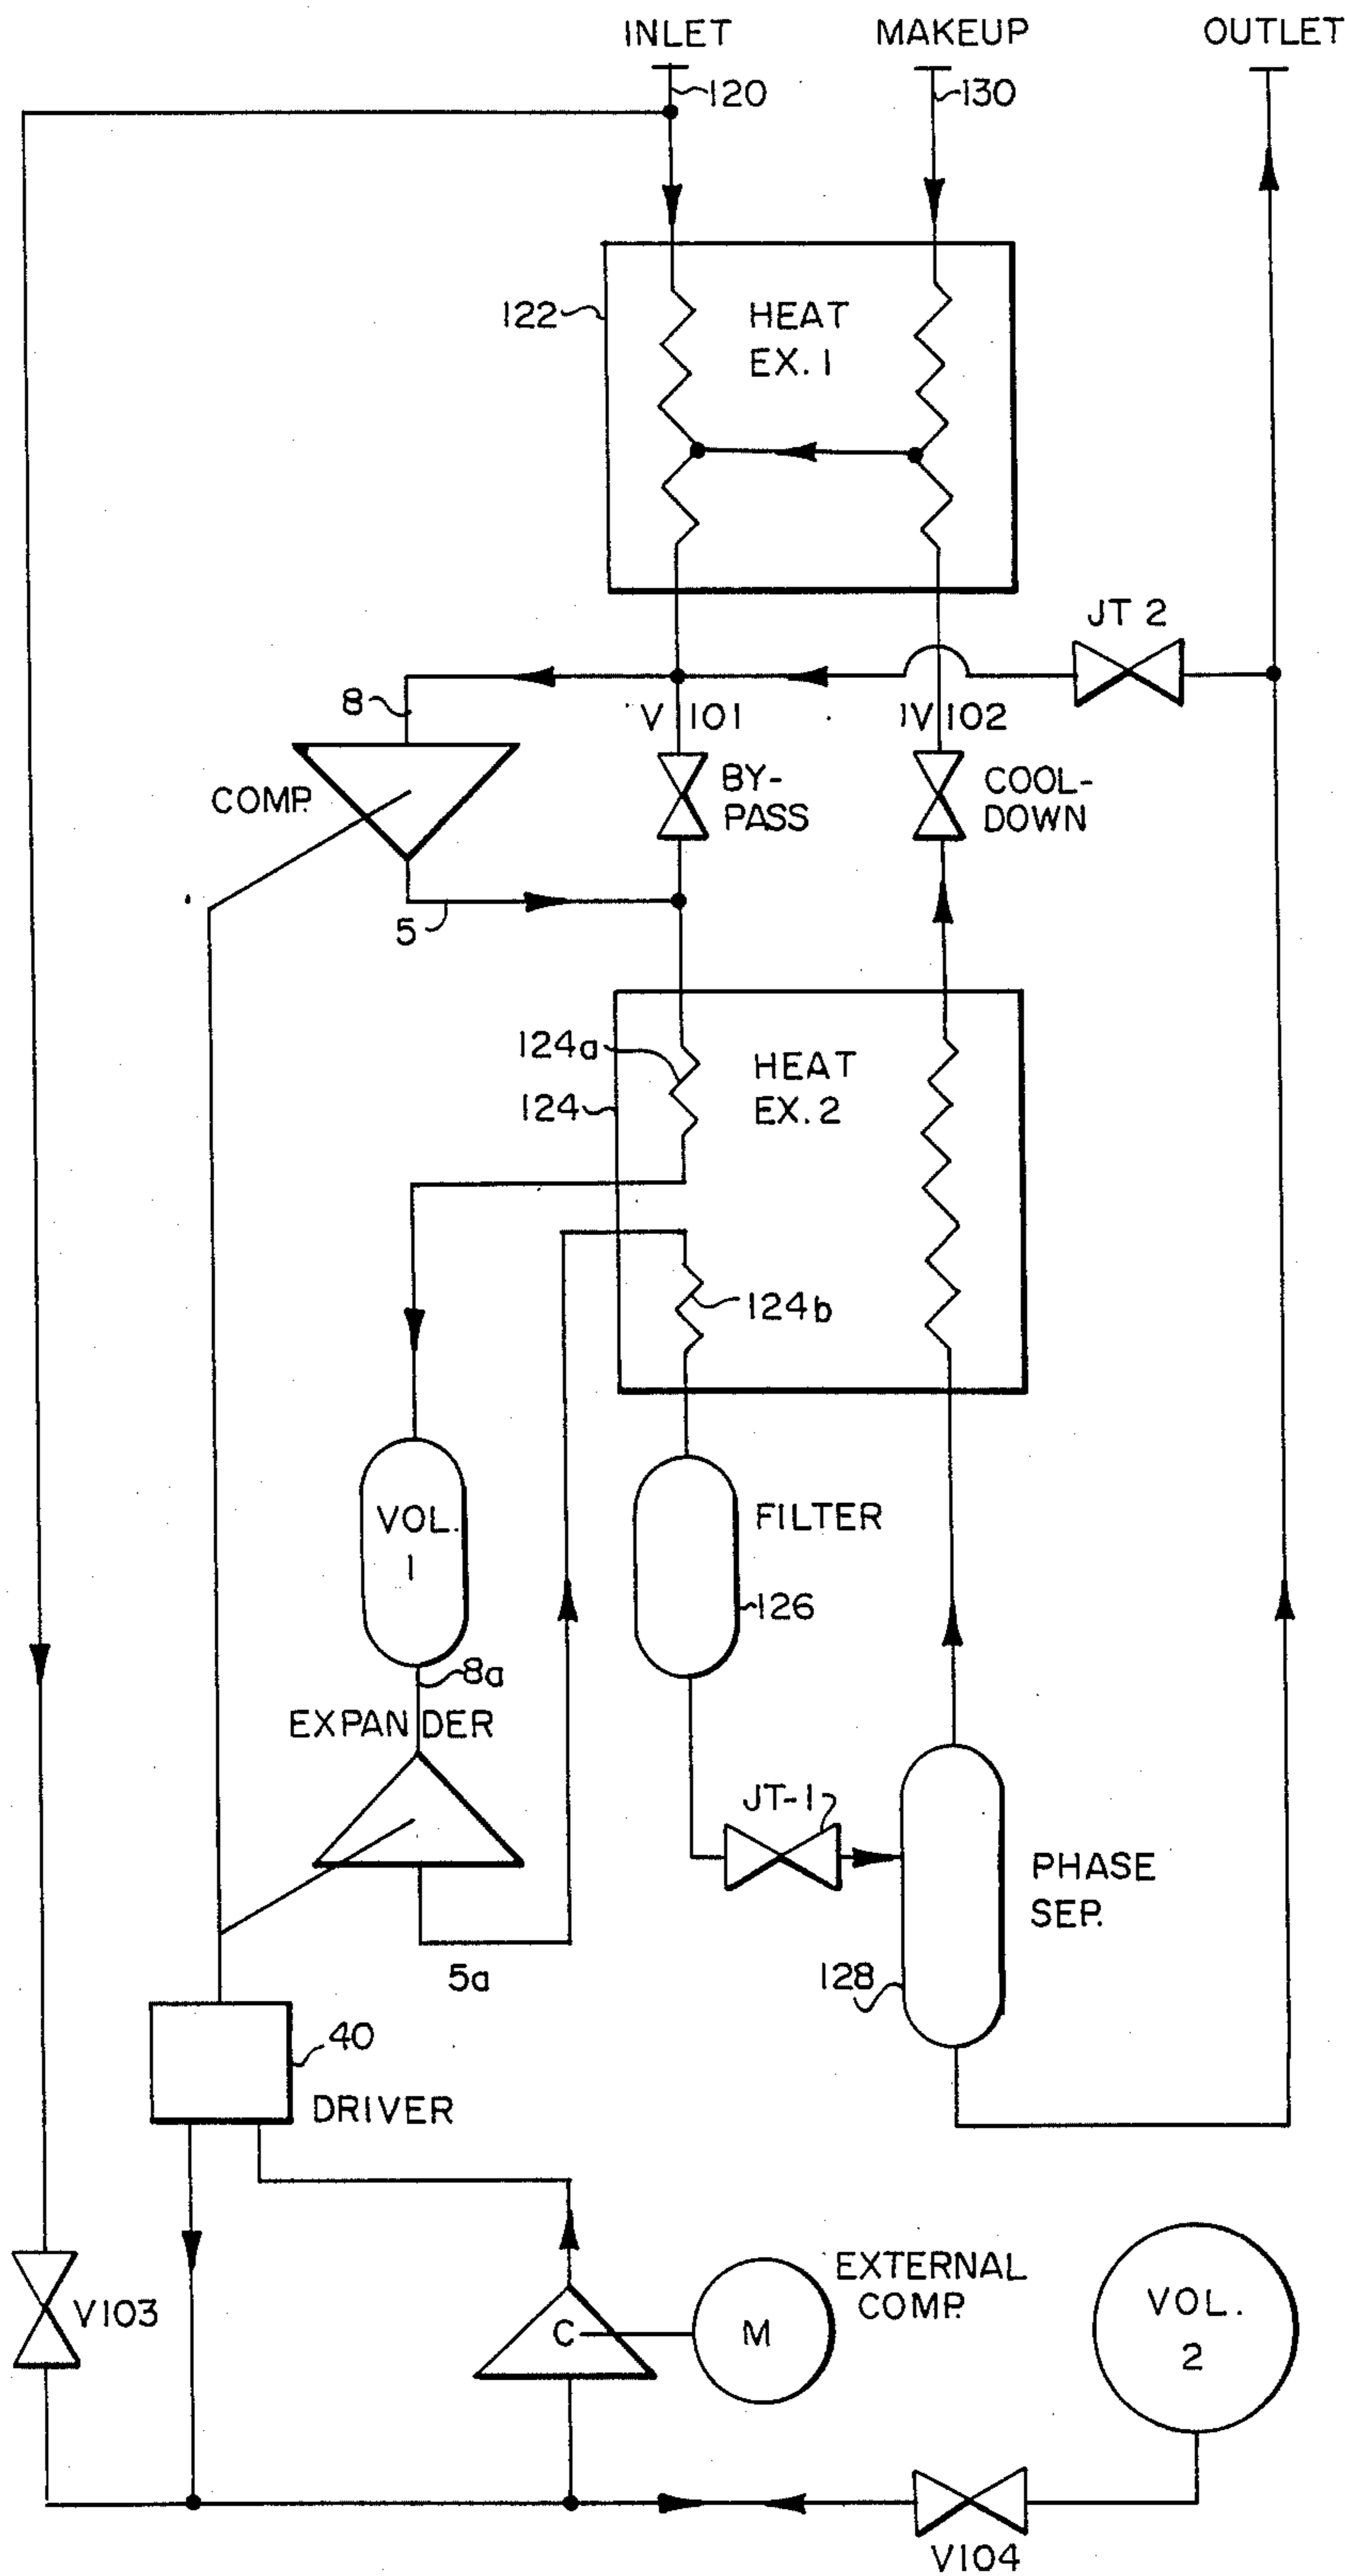 INLET
MAKEUP
OUTLET
120
130
122
HEAT
EX. 1
JT 2
8
V 101
V 102
COMP.
BY-
PASS
COOL-
DOWN
5
124a
124
HEAT
EX. 2
124b
VOL.
1
FILTER
126
8a
EXPANDER
JT-1
PHASE
SEP.
128
5a
40
DRIVER
V103
C
M
EXTERNAL
COMP.
VOL.
2
V104